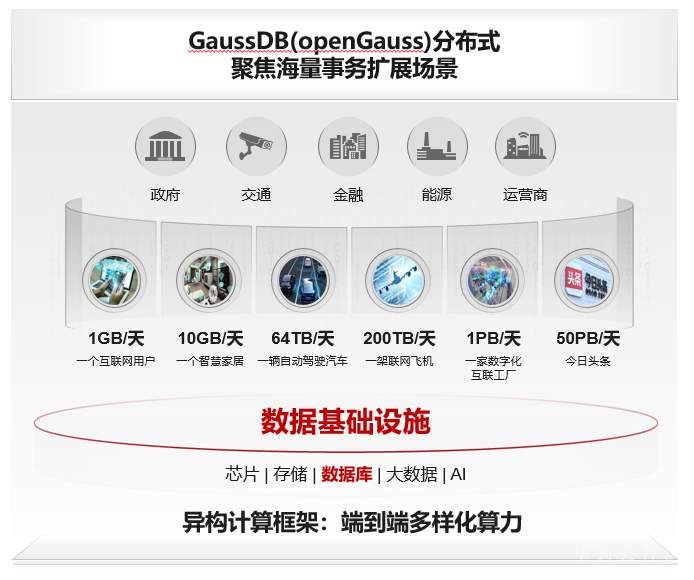 GaussDB(openGauss)分布式
聚焦海量事务扩展场景
政府 交通 金融 能源 运营商
头条
1GB/天 10GB/天 64TB/天 200TB/天 1PB/天 50PB/天
一个互联网用户 一个智慧家居 一辆自动驾驶汽车 一架联网飞机 一家数字化 今日头条
互联工厂
数据基础设施
芯片 | 存储 | 数据库 | 大数据 | AI
异构计算框架：端到端多样化算力